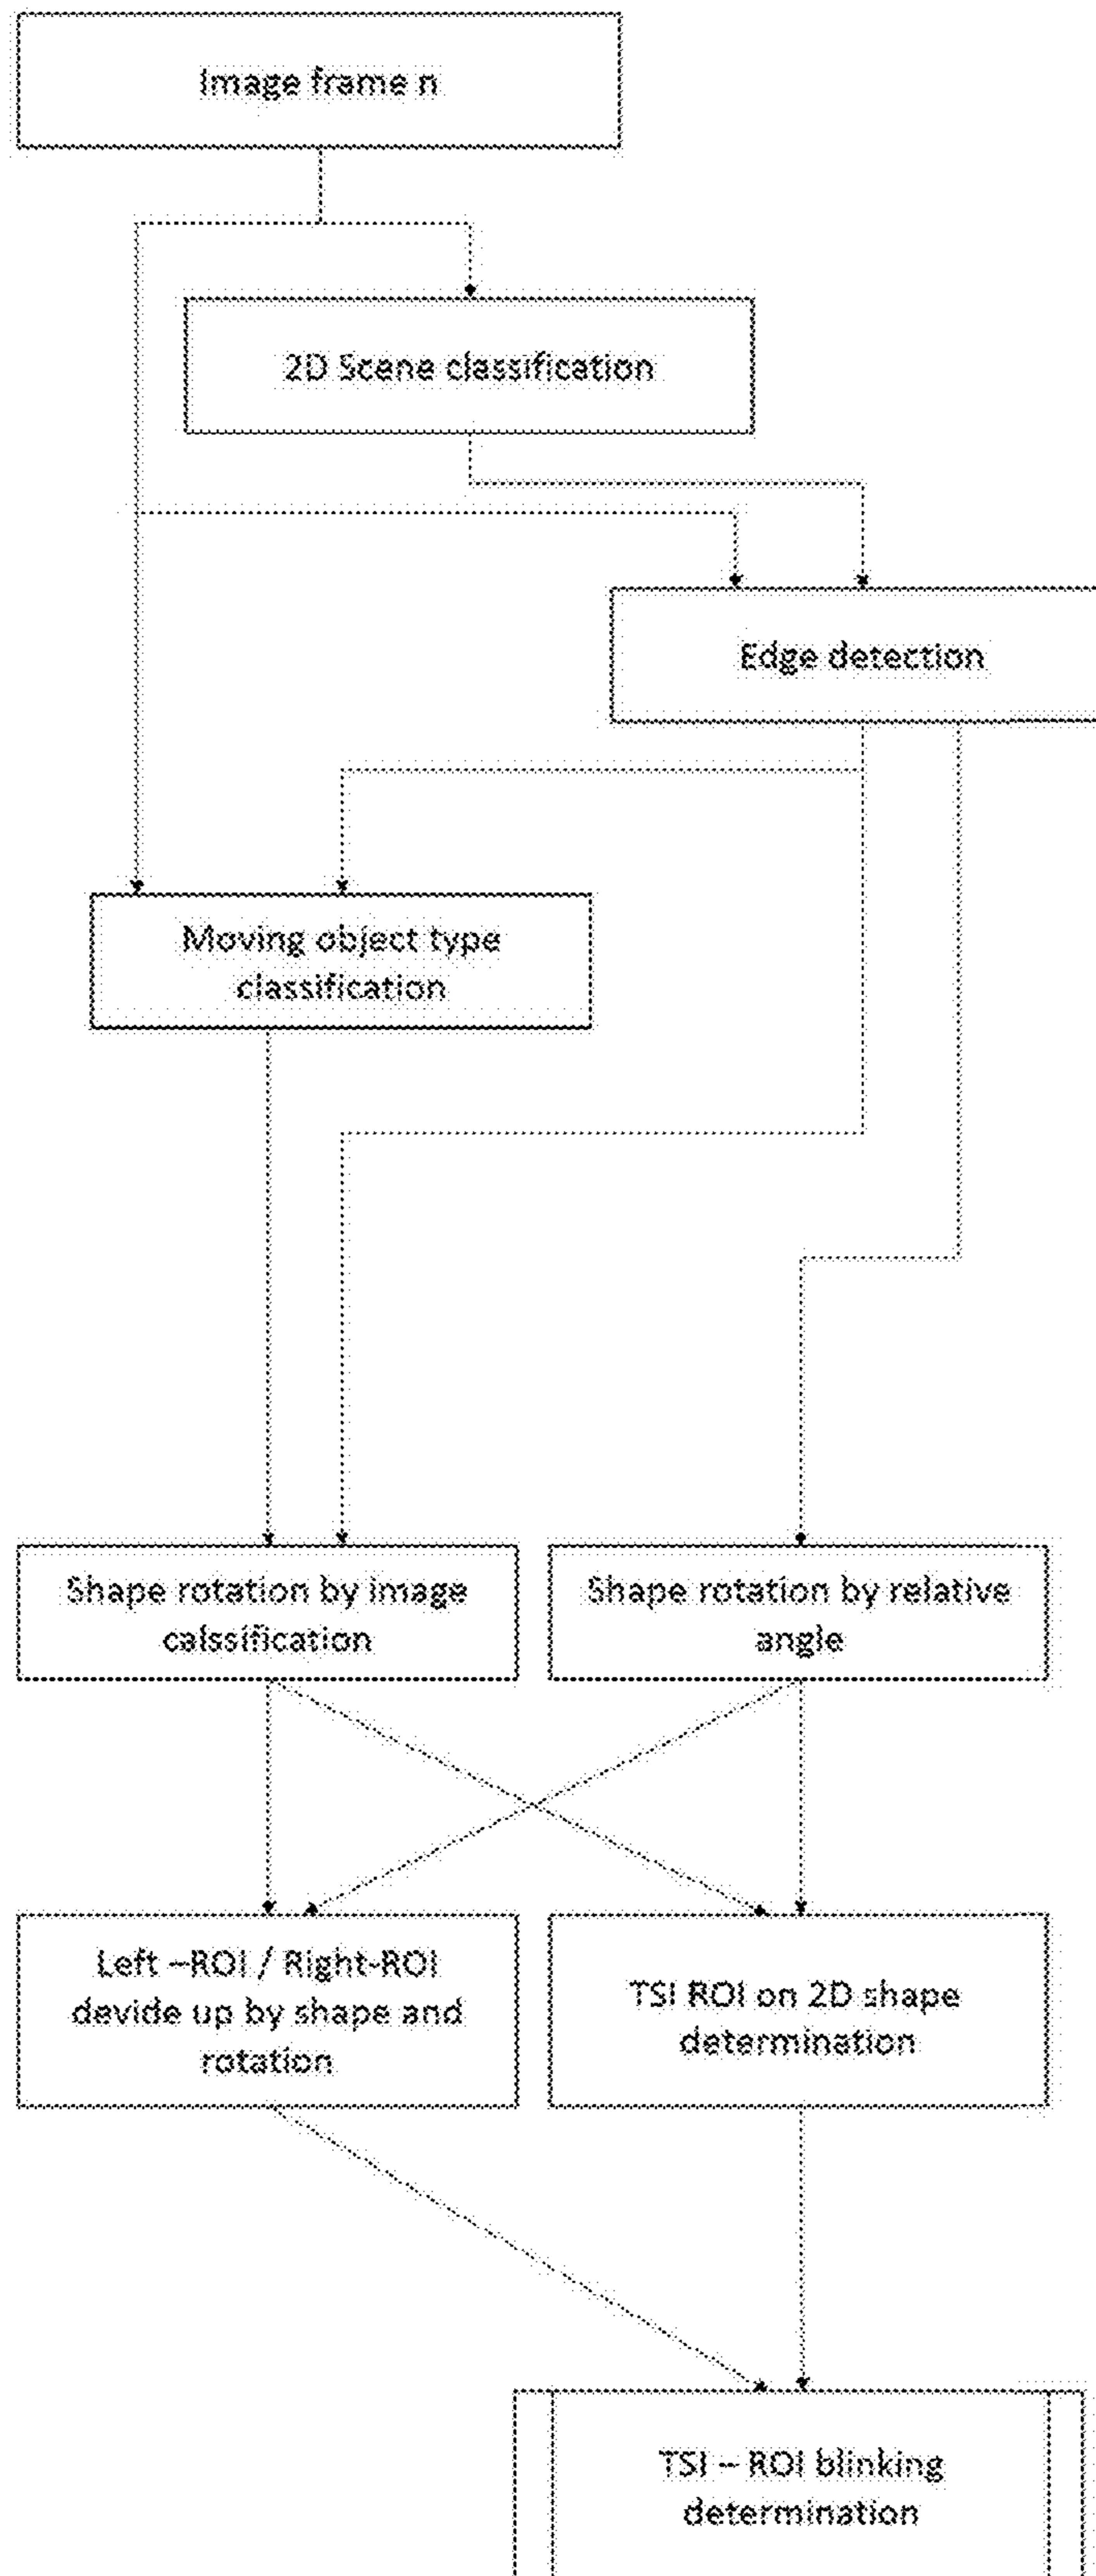 Image frame n
2D Scene classification
Edge detection
Moving object type
classification
Shape rotation by image
calssification
Shape rotation by relative
angle
Left –ROI / Right-ROI
devide up by shape and
rotation
TSI ROI on 2D shape
determination
TSI – ROI blinking
determination